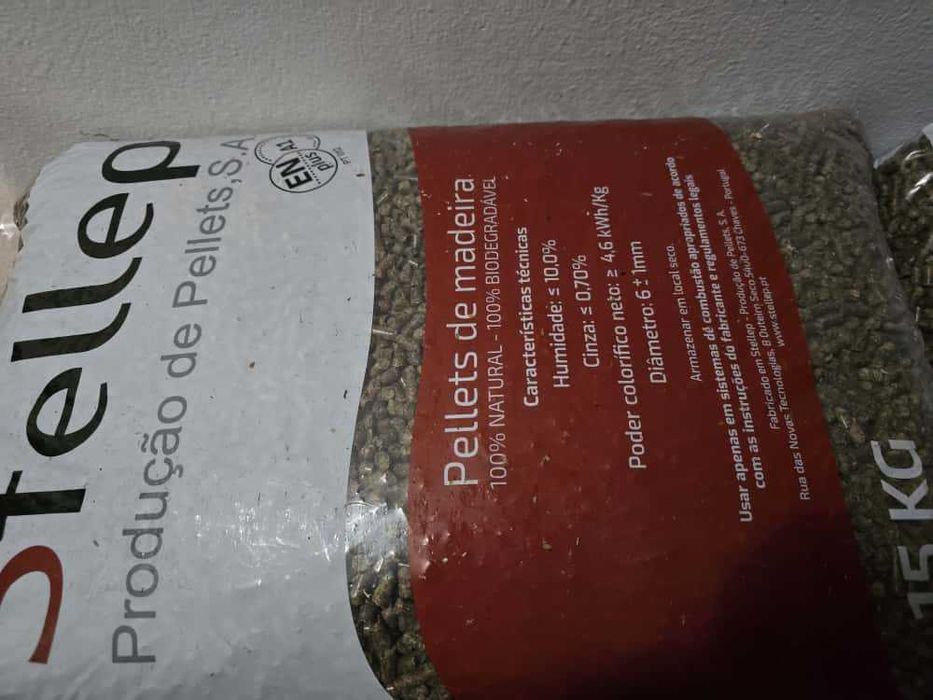 Stellep
Produção de Pellets,S.A
EN
plus
A1
PT 002
Pellets de madeira
100% NATURAL - 100% BIODEGRADÁVEL
Características técnicas
Humidade: ≤ 10,0%
Cinza: ≤ 0,70%
Poder colorífico neto: ≥ 4,6 kWh/Kg
Diâmetro: 6 ± 1mm
Armazenar em local seco.
Usar apenas em sistemas de combustão apropriados de acordo
com as instruções do fabricante e regulamentos legais
Fabricado em Stellep - Produção de Pellets, S.A.
Rua das Novas Tecnologias, 8 Outeiro Seco 5400-673 Chaves - Portugal
www.stellep.pt
15 KG